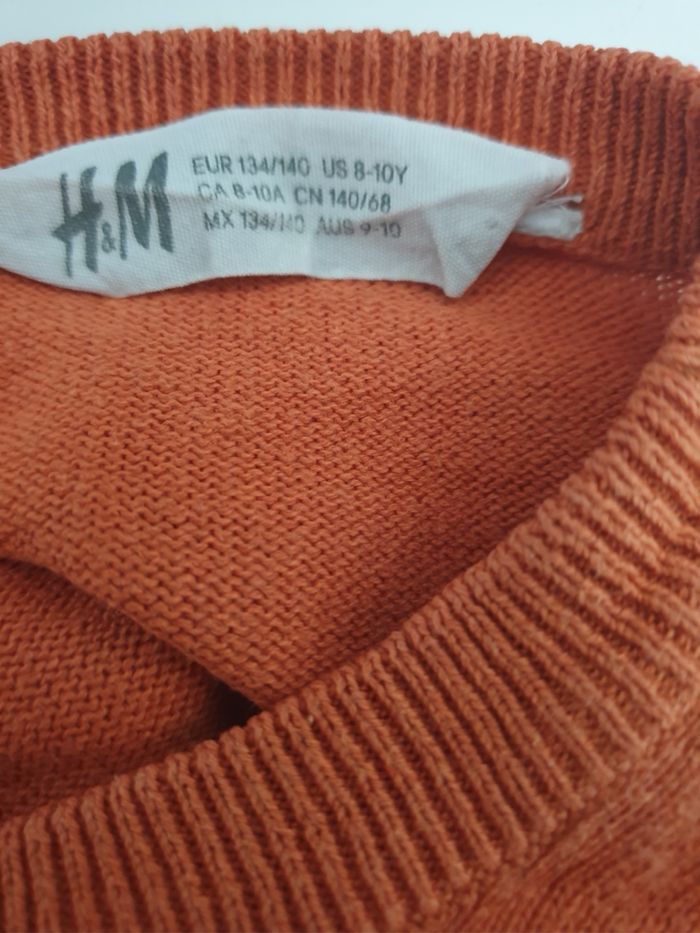 H&M
EUR 134/140 US 8-10Y
CA 8-10A CN 140/68
MX 134/140 AUS 9-10